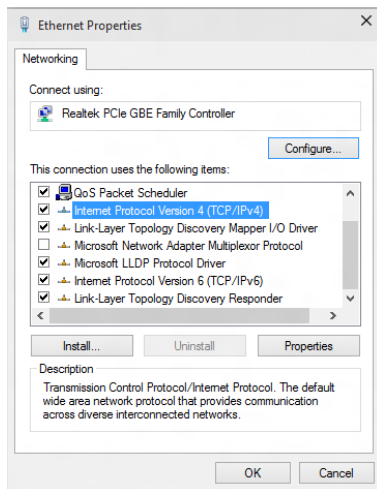 Ethernet Properties
Networking
Connect using:
Realtek PCIe GBE Family Controller
Configure...
This connection uses the following items:
QoS Packet Scheduler
Internet Protocol Version 4 (TCP/IPv4)
Link-Layer Topology Discovery Mapper I/O Driver
Microsoft Network Adapter Multiplexor Protocol
Microsoft LLDP Protocol Driver
Internet Protocol Version 6 (TCP/IPv6)
Link-Layer Topology Discovery Responder
Install...
Uninstall
Properties
Description
Transmission Control Protocol/Internet Protocol. The default
wide area network protocol that provides communication
across diverse interconnected networks.
OK
Cancel